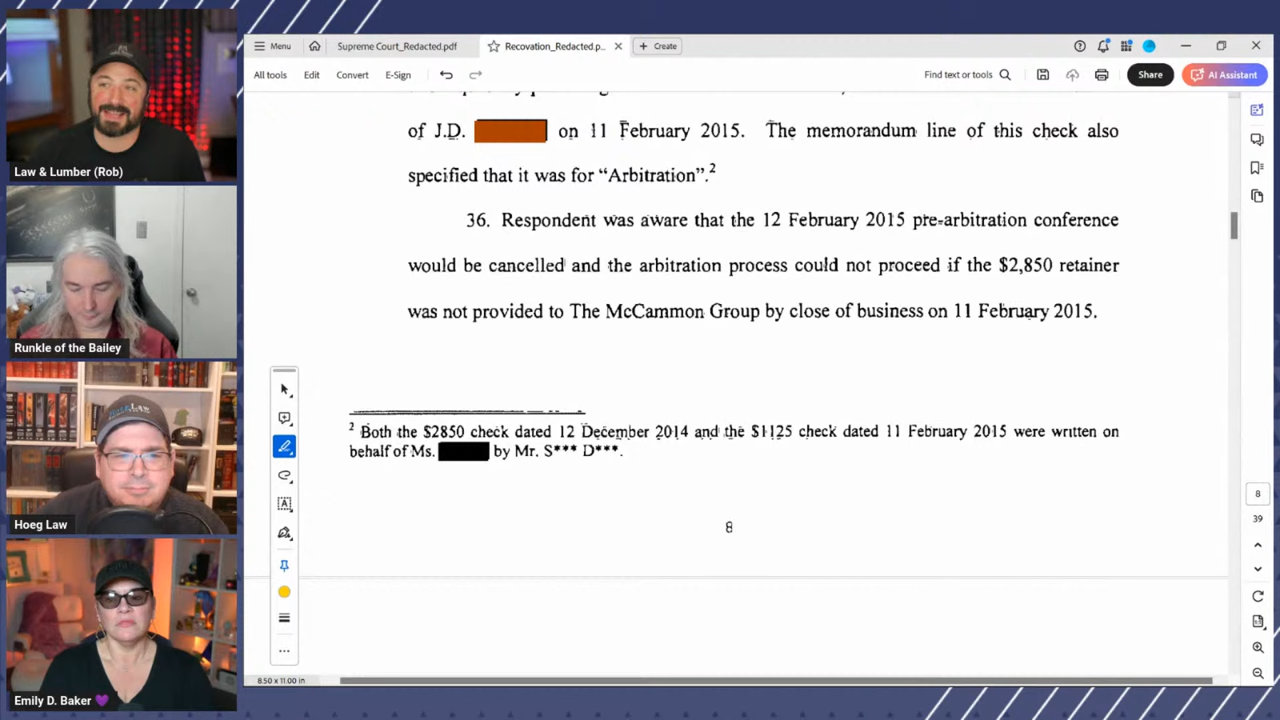 Menu
Supreme Court_Redacted.pdf
Recovation_Redacted.p...
Create
All tools
Edit
Convert
E-Sign
Find text or tools
Share
AI Assistant
of J.D. on 11 February 2015. The memorandum line of this check also
specified that it was for “Arbitration”.2
36. Respondent was aware that the 12 February 2015 pre-arbitration conference
would be cancelled and the arbitration process could not proceed if the $2,850 retainer
was not provided to The McCammon Group by close of business on 11 February 2015.
2 Both the $2850 check dated 12 December 2014 and the $1125 check dated 11 February 2015 were written on
behalf of Ms. by Mr. S*** D***.
8
8
39
8.50 x 11.00 in
Law & Lumber (Rob)
Runkle of the Bailey
Hoeg Law
Emily D. Baker 💜